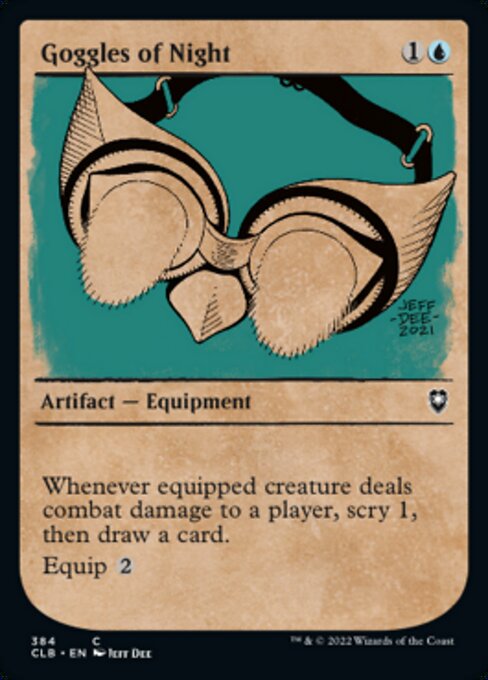 Goggles of Night 1
JEFF
-DEE-
2021
Artifact — Equipment
Whenever equipped creature deals
combat damage to a player, scry 1,
then draw a card.
Equip 2
384 C
CLB • EN Jeff Dee
™ & © 2022 Wizards of the Coast